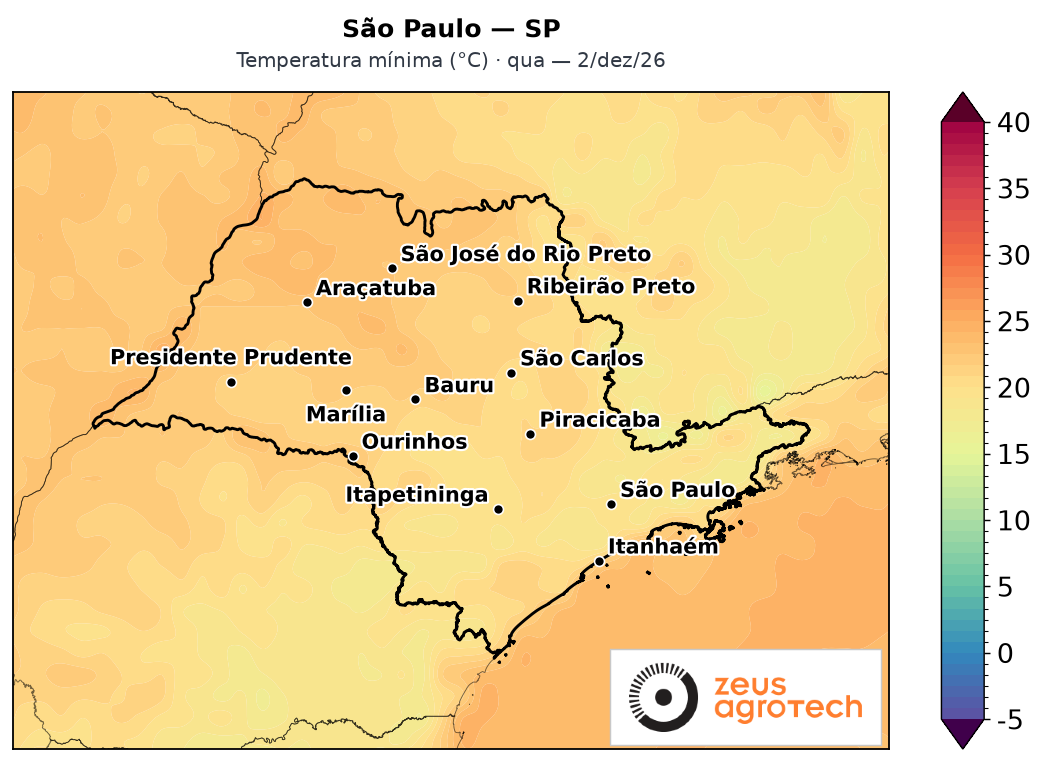 São Paulo — SP
Temperatura mínima (°C) · qua — 2/dez/26
São José do Rio Preto
Araçatuba
Ribeirão Preto
Presidente Prudente
São Carlos
Bauru
Marília
Piracicaba
Ourinhos
Itapetininga
São Paulo
Itanhaém
zeus
agrotech
40
35
30
25
20
15
10
5
0
-5